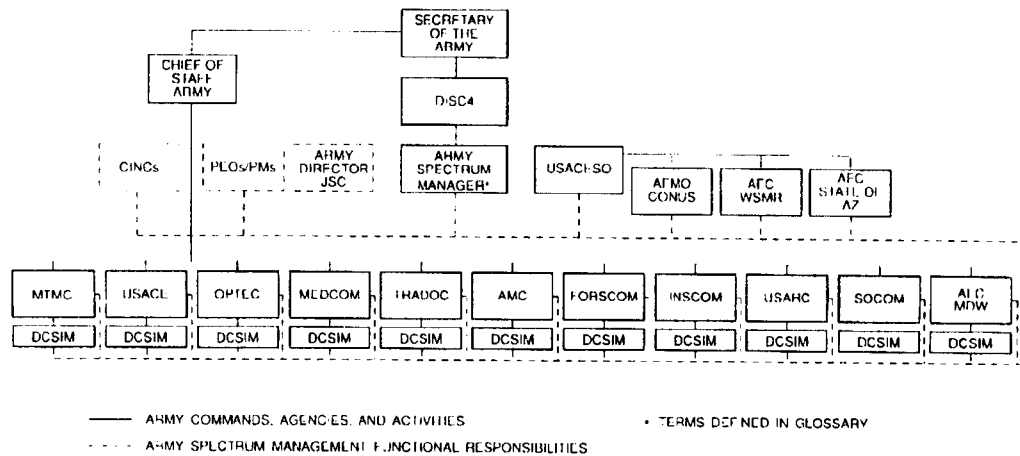 SECRETARY
OF THE
ARMY
CHIEF OF
STAFF
ARMY
DISC4
CINCs
PEOs/PMs
ARMY
DIRECTOR
JSC
ARMY
SPECTRUM
MANAGER*
USACESO
AFMO
CONUS
AFC
WSMR
AFC
STATE OF
AZ
MTMC
USACE
OPTEC
MEDCOM
TRADOC
AMC
FORSCOM
INSCOM
USARC
SOCOM
AFC
MDW
DCSIM
DCSIM
DCSIM
DCSIM
DCSIM
DCSIM
DCSIM
DCSIM
DCSIM
DCSIM
DCSIM
ARMY COMMANDS, AGENCIES, AND ACTIVITIES
* TERMS DEFINED IN GLOSSARY
ARMY SPECTRUM MANAGEMENT FUNCTIONAL RESPONSIBILITIES